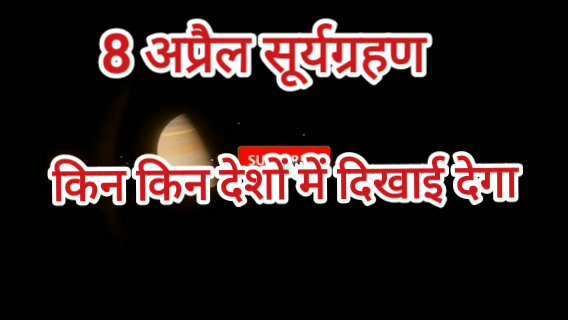 8 अप्रैल सूर्यग्रहण
किन किन देशों में दिखाई देगा